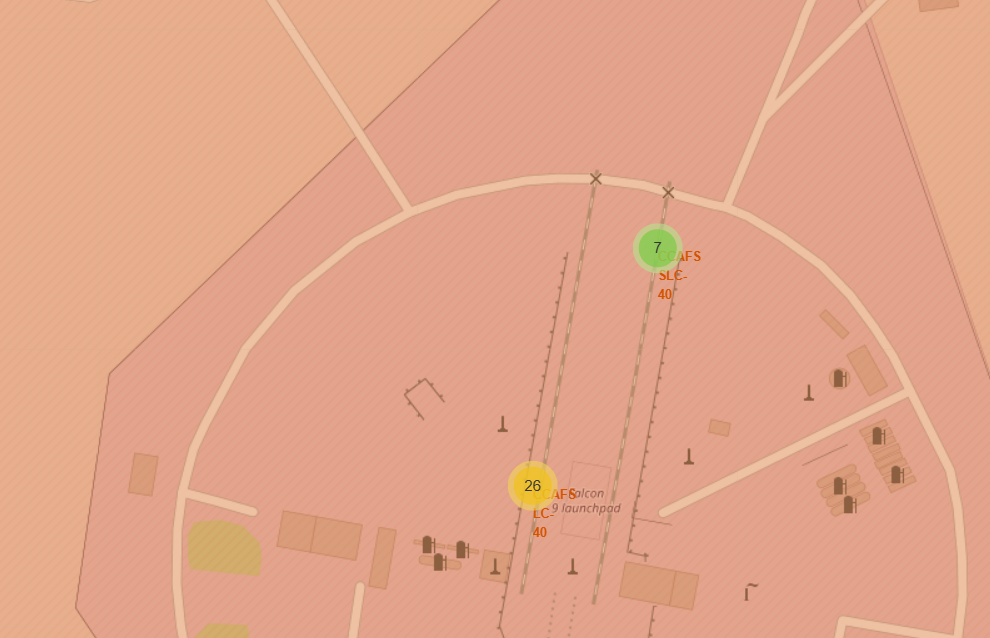 7
CCAFS
SLC-
40
26
CCAFS
LC-
40
Falcon
9 launchpad